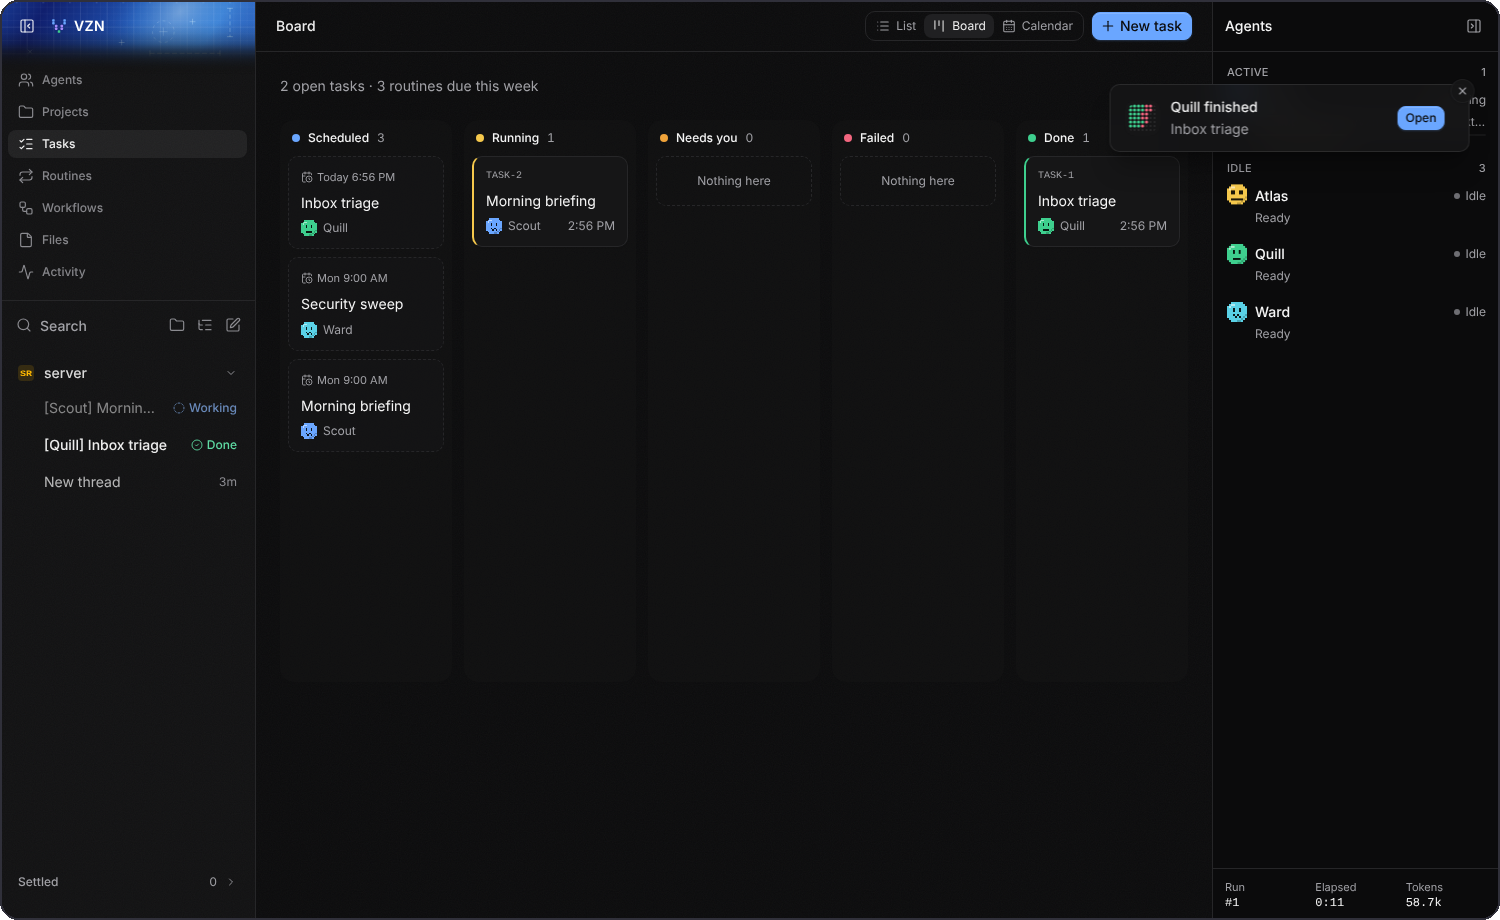 VZN
Agents
Projects
Tasks
Routines
Workflows
Files
Activity
Search
SR server
[Scout] Mornin... Working
[Quill] Inbox triage Done
New thread 3m
Settled 0
Board
List Board Calendar
+ New task
2 open tasks · 3 routines due this week
Scheduled 3
Today 6:56 PM
Inbox triage
Quill
Mon 9:00 AM
Security sweep
Ward
Mon 9:00 AM
Morning briefing
Scout
Running 1
TASK-2
Morning briefing
Scout 2:56 PM
Needs you 0
Nothing here
Failed 0
Nothing here
Done 1
TASK-1
Inbox triage
Quill 2:56 PM
Agents
ACTIVE 1
Quill finished
Inbox triage
Open
IDLE 3
Atlas Idle
Ready
Quill Idle
Ready
Ward Idle
Ready
Run Elapsed Tokens
#1 0:11 58.7k